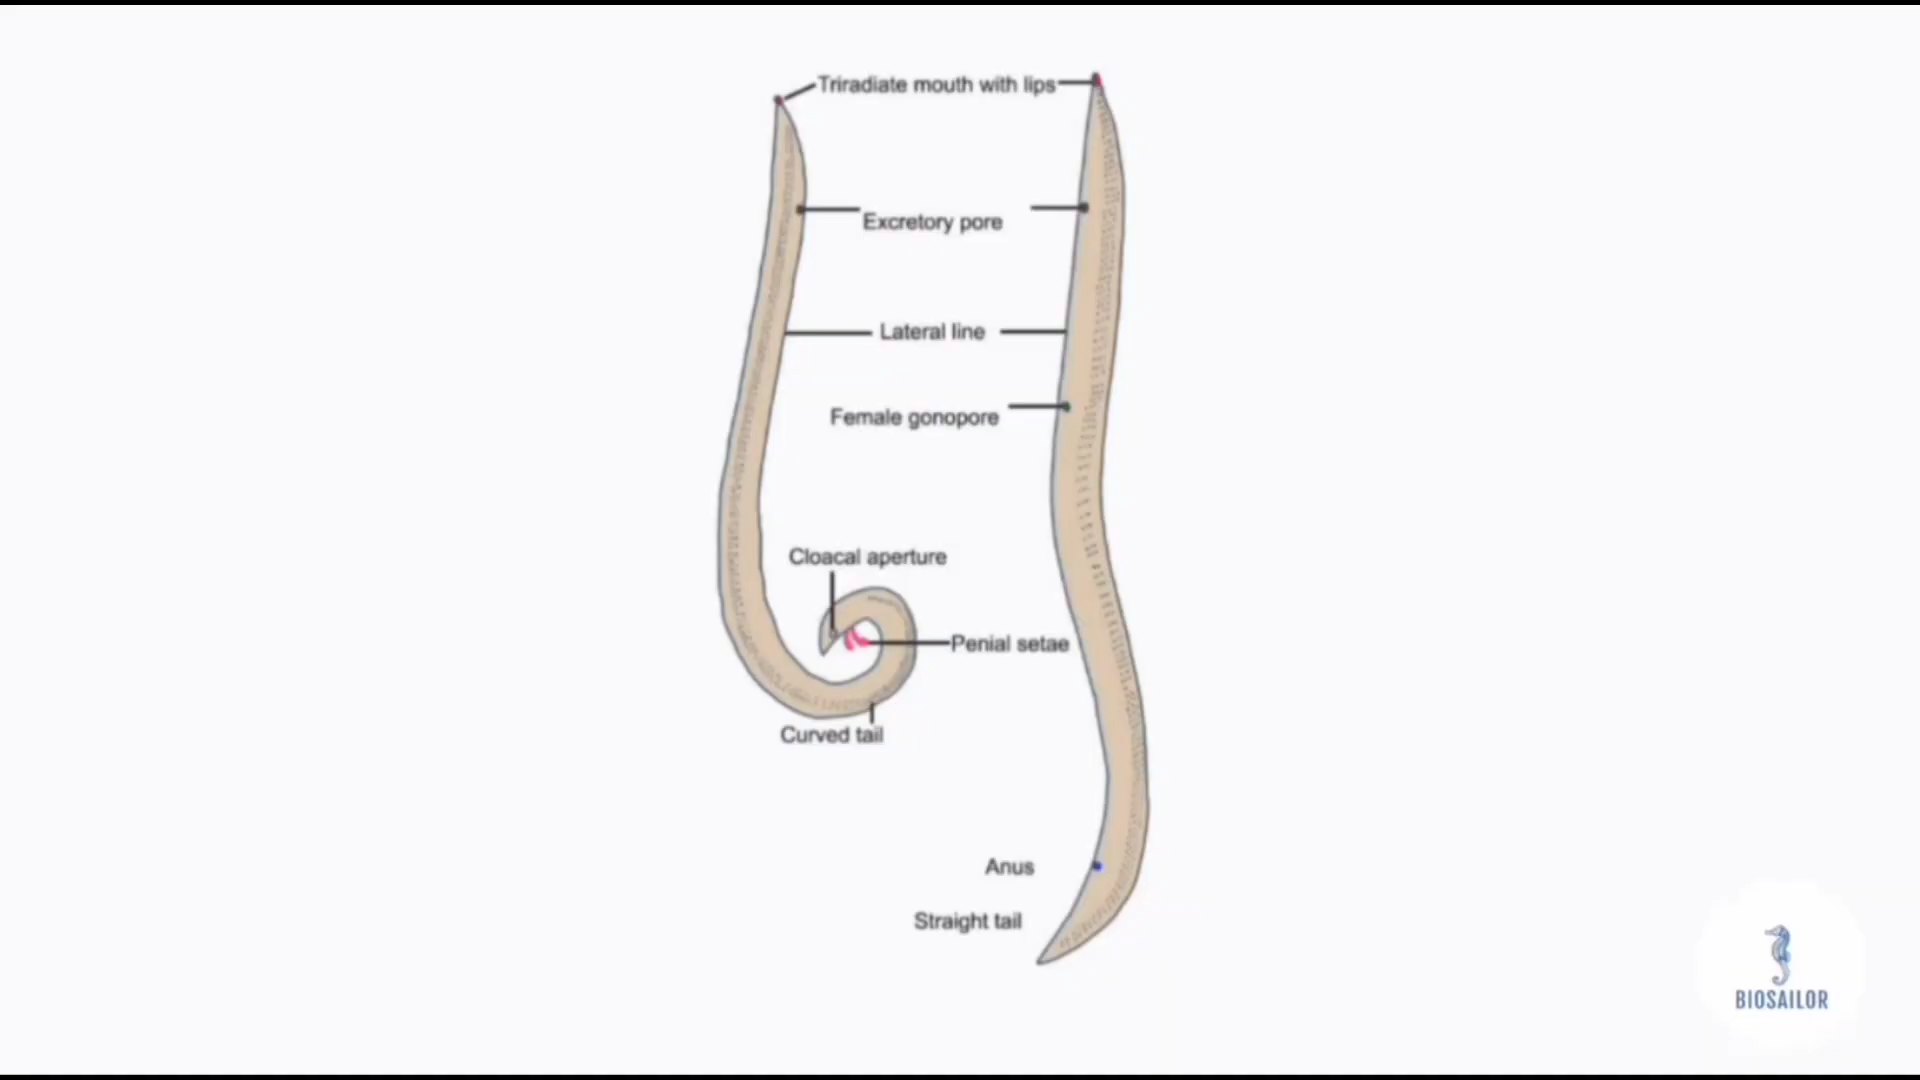 Triradiate mouth with lips
Excretory pore
Lateral line
Female gonopore
Cloacal aperture
Penial setae
Curved tail
Anus
Straight tail
BIOSAILOR